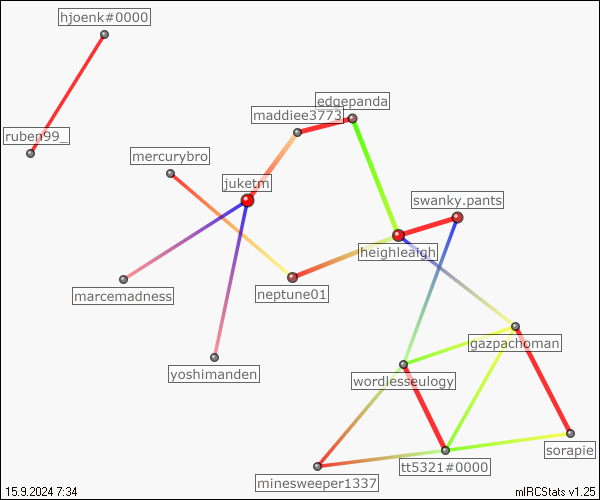 hjoenk#0000
edgepanda
maddiee3773
ruben99_
mercurybro
juketm
swanky.pants
heighleaigh
marcemadness
neptune01
gazpachoman
yoshimanden
wordlesseulogy
sorapie
tt5321#0000
minesweeper1337
15.9.2024 7:34
mIRCStats v1.25